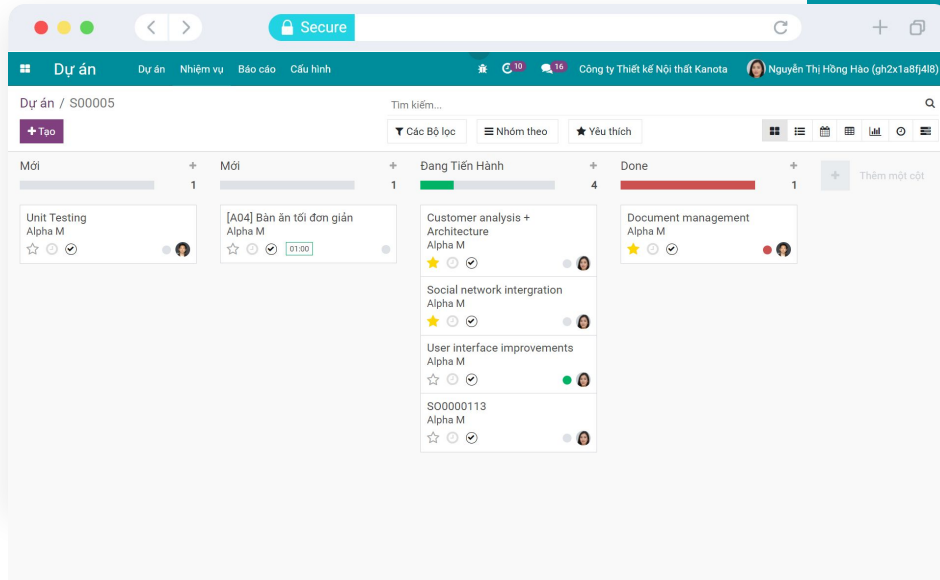 Secure
Dự án Dự án Nhiệm vụ Báo cáo Cấu hình 10 16 Công ty Thiết kế Nội thất Kanota Nguyễn Thị Hồng Hào (gh2x1a8fj4l8)
Dự án / S00005 Tìm kiếm...
+ Tạo Các Bộ lọc Nhóm theo Yêu thích
Mới + Mới + Đang Tiến Hành + Done + + Thêm một cột
1 1 4 1
Unit Testing
Alpha M
[A04] Bàn ăn tối đơn giản
Alpha M
01:00
Customer analysis +
Architecture
Alpha M
Social network intergration
Alpha M
User interface improvements
Alpha M
SO0000113
Alpha M
Document management
Alpha M